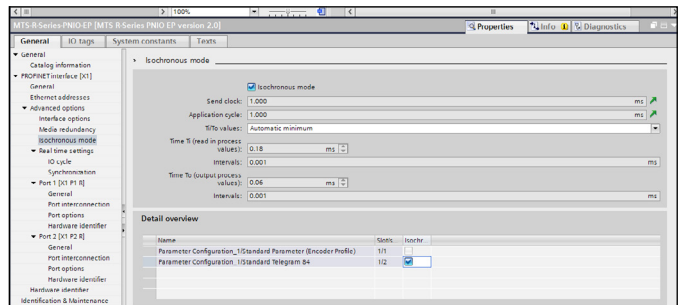 100%
MTS-R-Series-PNIO-EP [MTS R-Series PNIO EP version 2.0]
Properties Info Diagnostics
General IO tags System constants Texts
General
Catalog information
PROFINET interface [X1]
General
Ethernet addresses
Advanced options
Interface options
Media redundancy
Isochronous mode
Real time settings
IO cycle
Synchronization
Port 1 [X1 P1 R]
General
Port interconnection
Port options
Hardware identifier
Port 2 [X1 P2 R]
General
Port interconnection
Port options
Hardware identifier
Hardware identifier
Identification & Maintenance
Isochronous mode
Isochronous mode
Send clock: 1.000 ms
Application cycle: 1.000 ms
Ti/To values: Automatic minimum
Time Ti (read in process
values): 0.18 ms
Intervals: 0.001 ms
Time To (output process
values): 0.06 ms
Intervals: 0.001 ms
Detail overview
Name Slot/s... Isochr...
Parameter Configuration_1\Standard Parameter (Encoder Profile) 1/1
Parameter Configuration_1\Standard Telegram 84 1/2